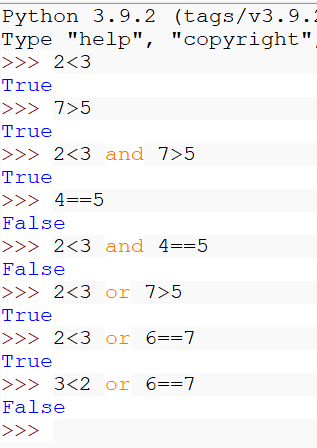 Python 3.9.2 (tags/v3.9.2
Type "help", "copyright",
>>> 2<3
True
>>> 7>5
True
>>> 2<3 and 7>5
True
>>> 4==5
False
>>> 2<3 and 4==5
False
>>> 2<3 or 7>5
True
>>> 2<3 or 6==7
True
>>> 3<2 or 6==7
False
>>>